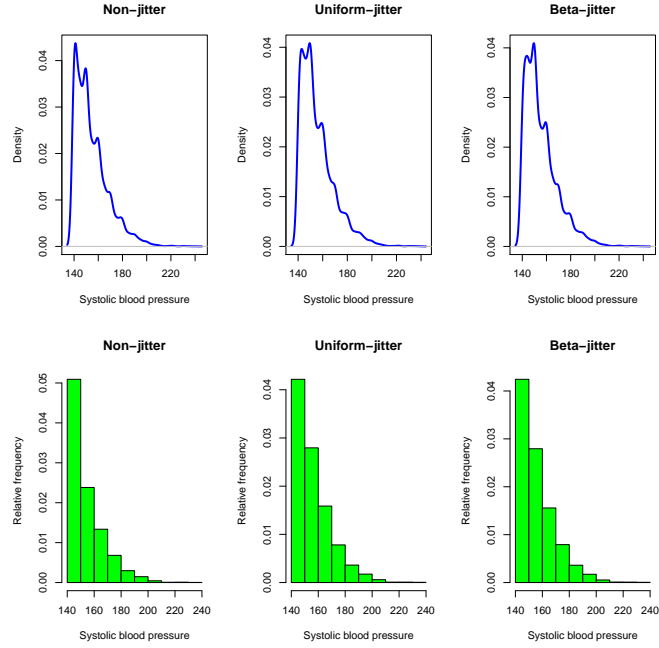 Non−jitter
Uniform−jitter
Beta−jitter
Density
0.00 0.01 0.02 0.03 0.04
140 180 220
Systolic blood pressure
Density
0.00 0.01 0.02 0.03 0.04
140 180 220
Systolic blood pressure
Density
0.00 0.01 0.02 0.03 0.04
140 180 220
Systolic blood pressure
Non−jitter
Uniform−jitter
Beta−jitter
Relative frequency
0.00 0.01 0.02 0.03 0.04 0.05
140 160 180 200 220 240
Systolic blood pressure
Relative frequency
0.00 0.01 0.02 0.03 0.04
140 160 180 200 220 240
Systolic blood pressure
Relative frequency
0.00 0.01 0.02 0.03 0.04
140 160 180 200 220 240
Systolic blood pressure